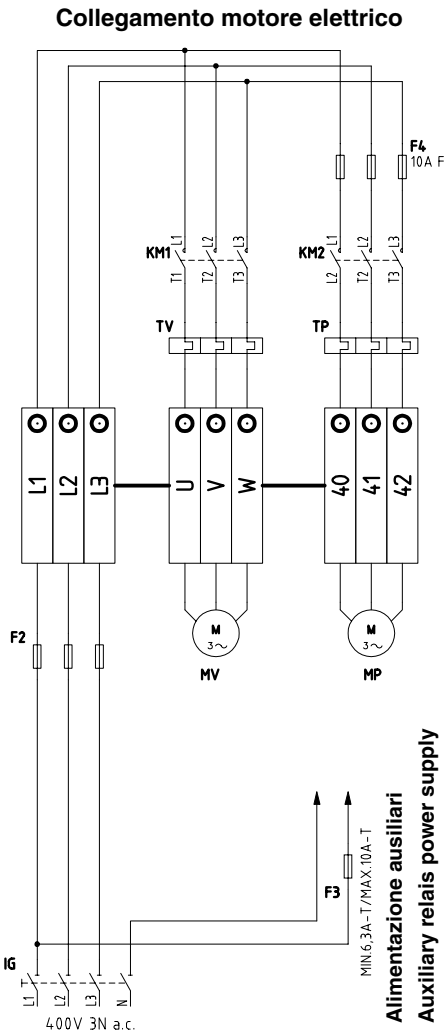 Collegamento motore elettrico
F4
10A F
KM1
L1
L2
L3
T1
T2
T3
KM2
L1
L2
L3
L2
T2
T3
TV
TP
L1
L2
L3
U
V
W
40
41
42
F2
M
3~
MV
M
3~
MP
F3
MIN.6,3A-T/MAX.10A-T
Alimentazione ausiliari
Auxiliary relais power supply
IG
L1
L2
L3
N
400V 3N a.c.